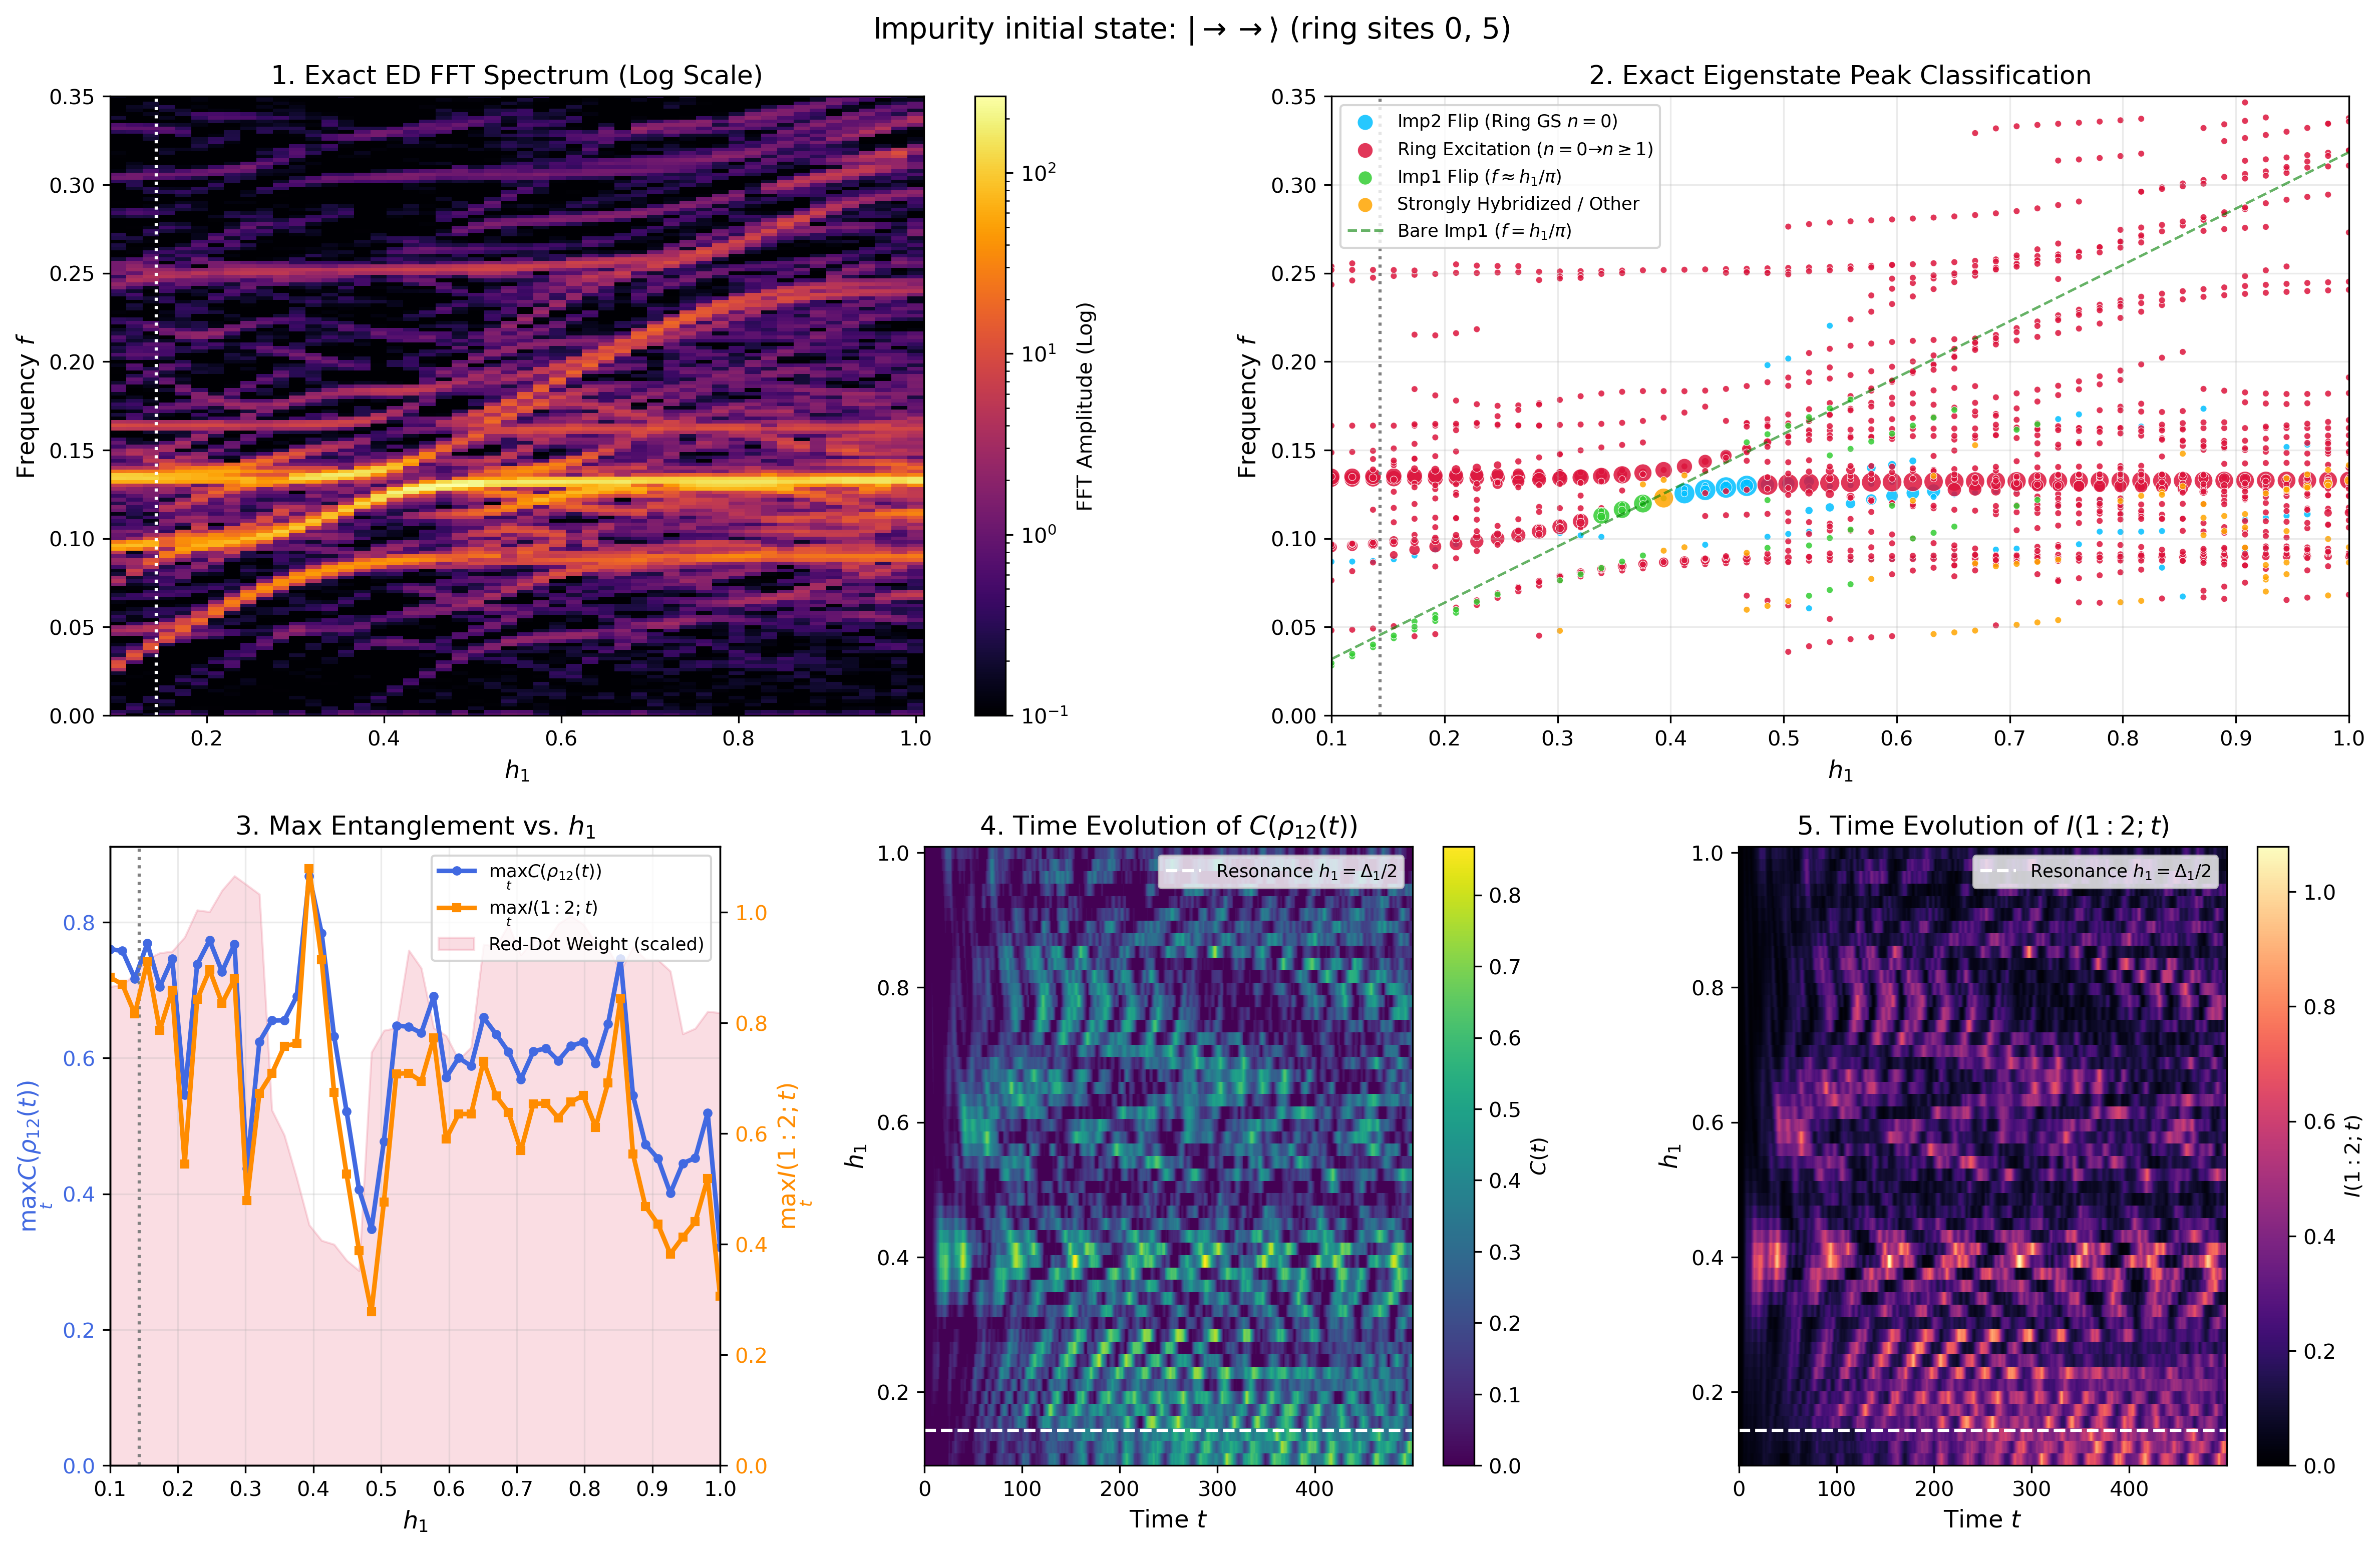 Impurity initial state: |→→⟩ (ring sites 0, 5)
1. Exact ED FFT Spectrum (Log Scale)
Frequency f
0.35
0.30
0.25
0.20
0.15
0.10
0.05
0.00
0.2 0.4 0.6 0.8 1.0
h₁
10²
10¹
10⁰
10⁻¹
FFT Amplitude (Log)
2. Exact Eigenstate Peak Classification
Frequency f
0.35
0.30
0.25
0.20
0.15
0.10
0.05
0.00
Imp2 Flip (Ring GS n = 0)
Ring Excitation (n = 0→n ≥ 1)
Imp1 Flip (f ≈ h₁/π)
Strongly Hybridized / Other
Bare Imp1 (f = h₁/π)
0.1 0.2 0.3 0.4 0.5 0.6 0.7 0.8 0.9 1.0
h₁
3. Max Entanglement vs. h₁
max C(ρ₁₂(t))
t
0.8
0.6
0.4
0.2
0.0
max C(ρ₁₂(t))
t
max I(1 : 2; t)
t
Red-Dot Weight (scaled)
1.0
0.8
0.6
0.4
0.2
0.0
max I(1 : 2; t)
t
0.1 0.2 0.3 0.4 0.5 0.6 0.7 0.8 0.9 1.0
h₁
4. Time Evolution of C(ρ₁₂(t))
h₁
1.0
0.8
0.6
0.4
0.2
Resonance h₁ = Δ₁/2
0 100 200 300 400
Time t
0.8
0.7
0.6
0.5
0.4
0.3
0.2
0.1
0.0
C(t)
5. Time Evolution of I(1 : 2; t)
h₁
1.0
0.8
0.6
0.4
0.2
Resonance h₁ = Δ₁/2
0 100 200 300 400
Time t
1.0
0.8
0.6
0.4
0.2
0.0
I(1 : 2; t)